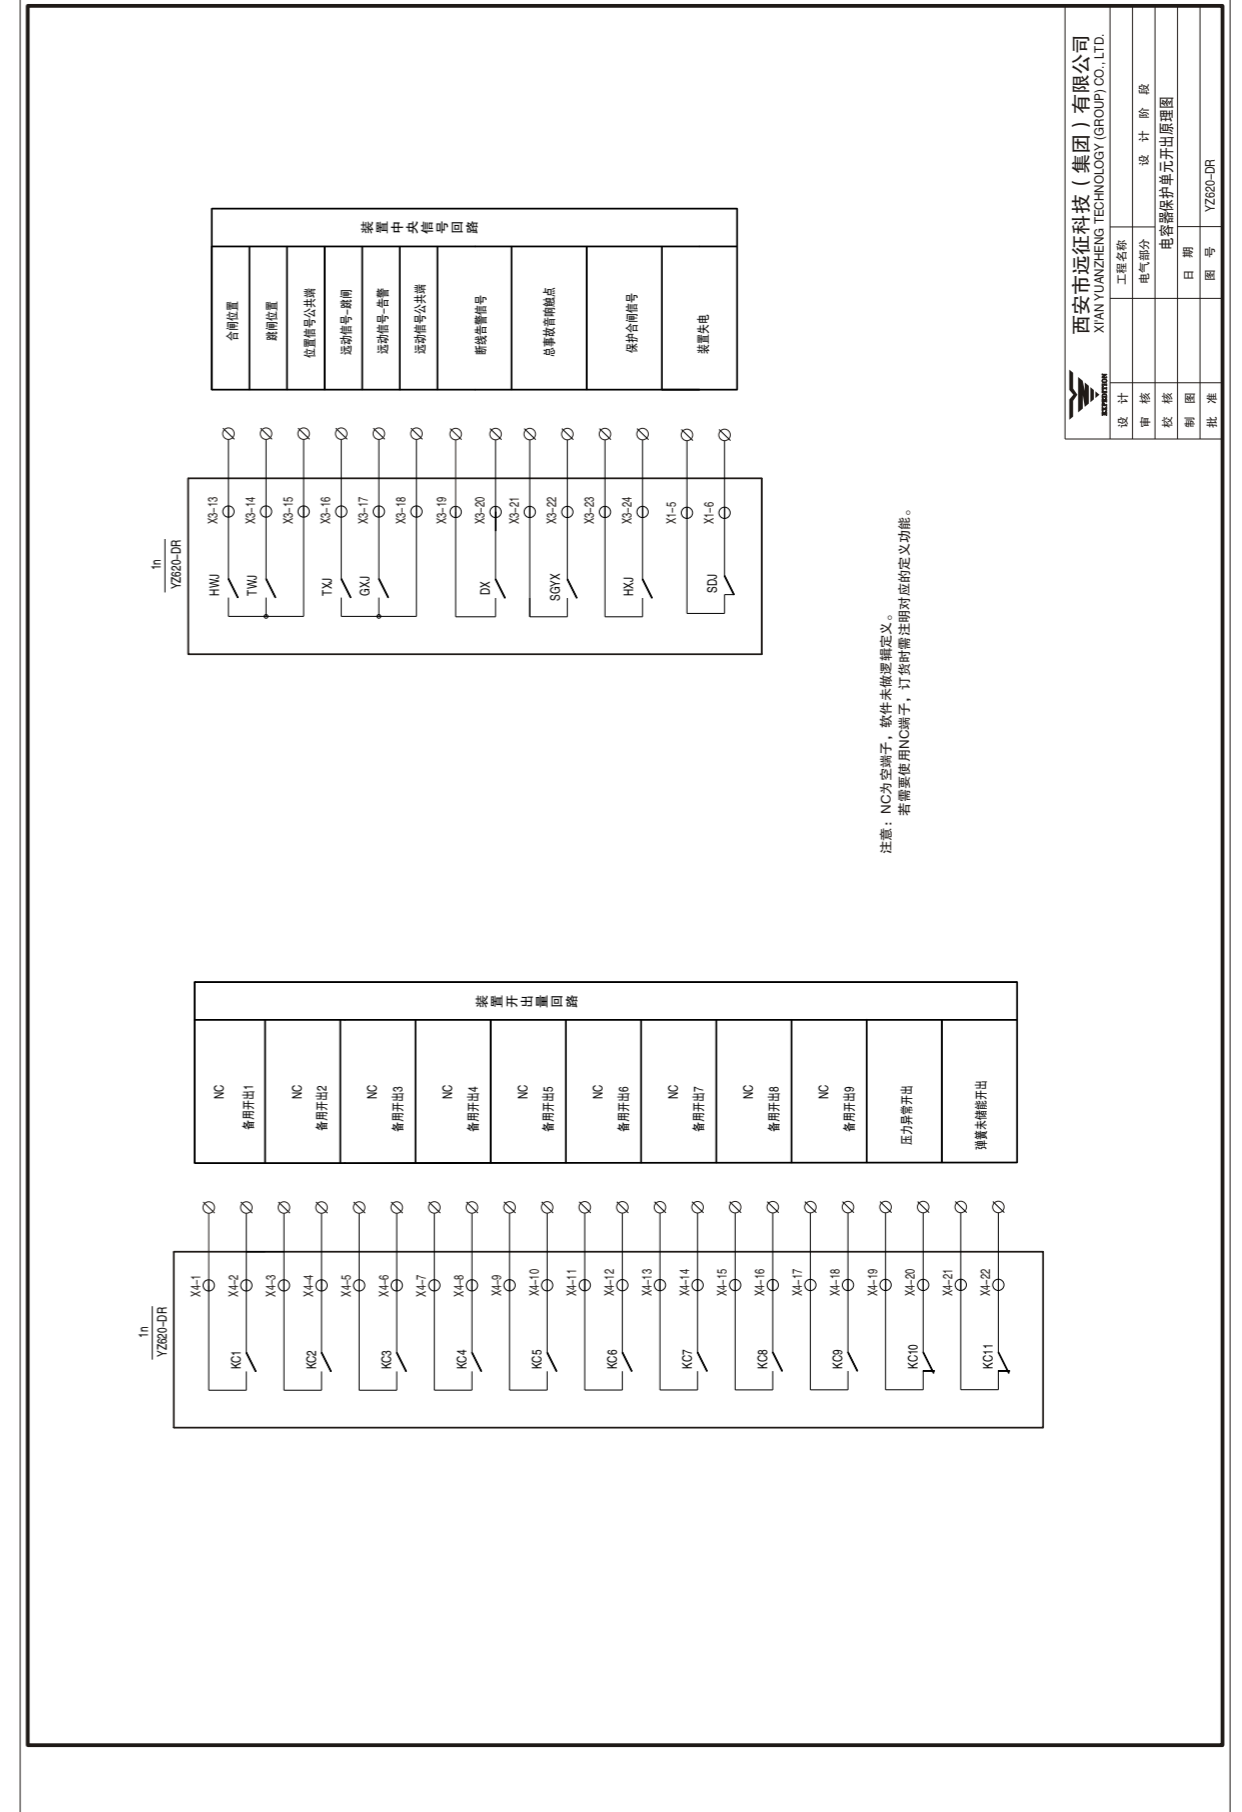 1n
YZ620-DR
X4-1
X4-2
X4-3
X4-4
X4-5
X4-6
X4-7
X4-8
X4-9
X4-10
X4-11
X4-12
X4-13
X4-14
X4-15
X4-16
X4-17
X4-18
X4-19
X4-20
X4-21
X4-22
KC1
KC2
KC3
KC4
KC5
KC6
KC7
KC8
KC9
KC10
KC11
装置开出量回路
NC
备用开出1
NC
备用开出2
NC
备用开出3
NC
备用开出4
NC
备用开出5
NC
备用开出6
NC
备用开出7
NC
备用开出8
NC
备用开出9
压力异常开出
弹簧未储能开出
1n
YZ620-DR
X3-13
X3-14
X3-15
X3-16
X3-17
X3-18
X3-19
X3-20
X3-21
X3-22
X3-23
X3-24
X1-5
X1-6
HWJ
TWJ
TXJ
GXJ
DX
SGYX
HXJ
SDJ
装置中央信号回路
合闸位置
跳闸位置
位置信号公共端
远动信号-跳闸
远动信号-告警
远动信号公共端
断线告警信号
总事故音响触点
保护合闸信号
装置失电
注意：NC为空端子，软件未做逻辑定义。
若需要使用NC端子，订货时需注明对应的定义功能。
EXPEDITION
西安市远征科技（集团）有限公司
XI'AN YUANZHENG TECHNOLOGY (GROUP) CO., LTD.
设 计
工程名称
审 核
电气部分
设 计 阶 段
校 核
电容器保护单元开出原理图
制 图
日 期
批 准
图 号
YZ620-DR